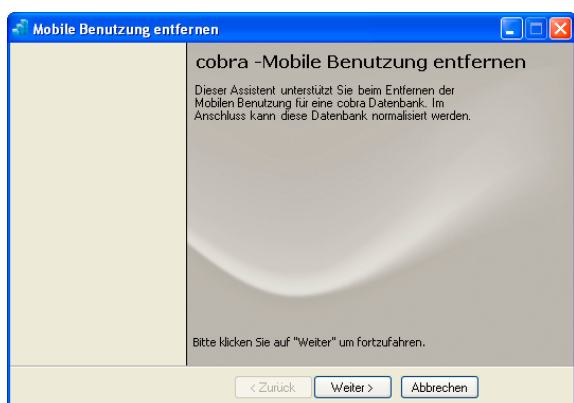 Mobile Benutzung entfernen
cobra -Mobile Benutzung entfernen
Dieser Assistent unterstützt Sie beim Entfernen der
Mobilen Benutzung für eine cobra Datenbank. Im
Anschluss kann diese Datenbank normalisiert werden.
Bitte klicken Sie auf "Weiter" um fortzufahren.
< Zurück Weiter > Abbrechen